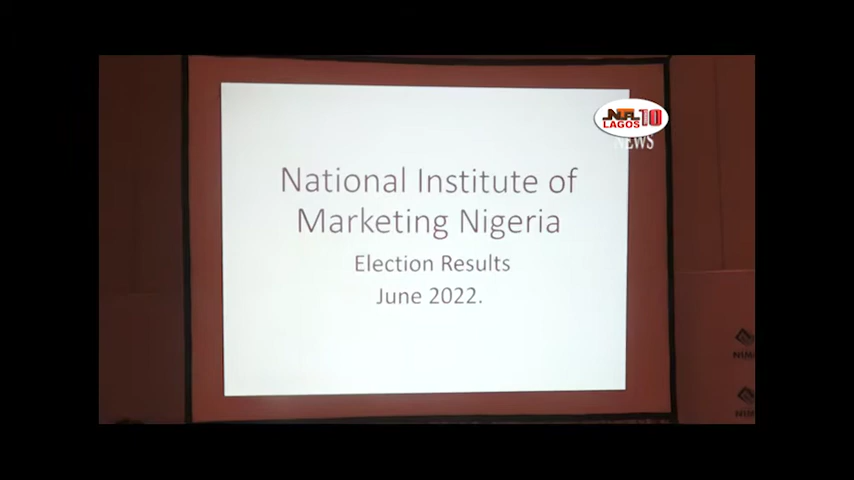 NTA 10
LAGOS
NEWS
National Institute of
Marketing Nigeria
Election Results
June 2022.